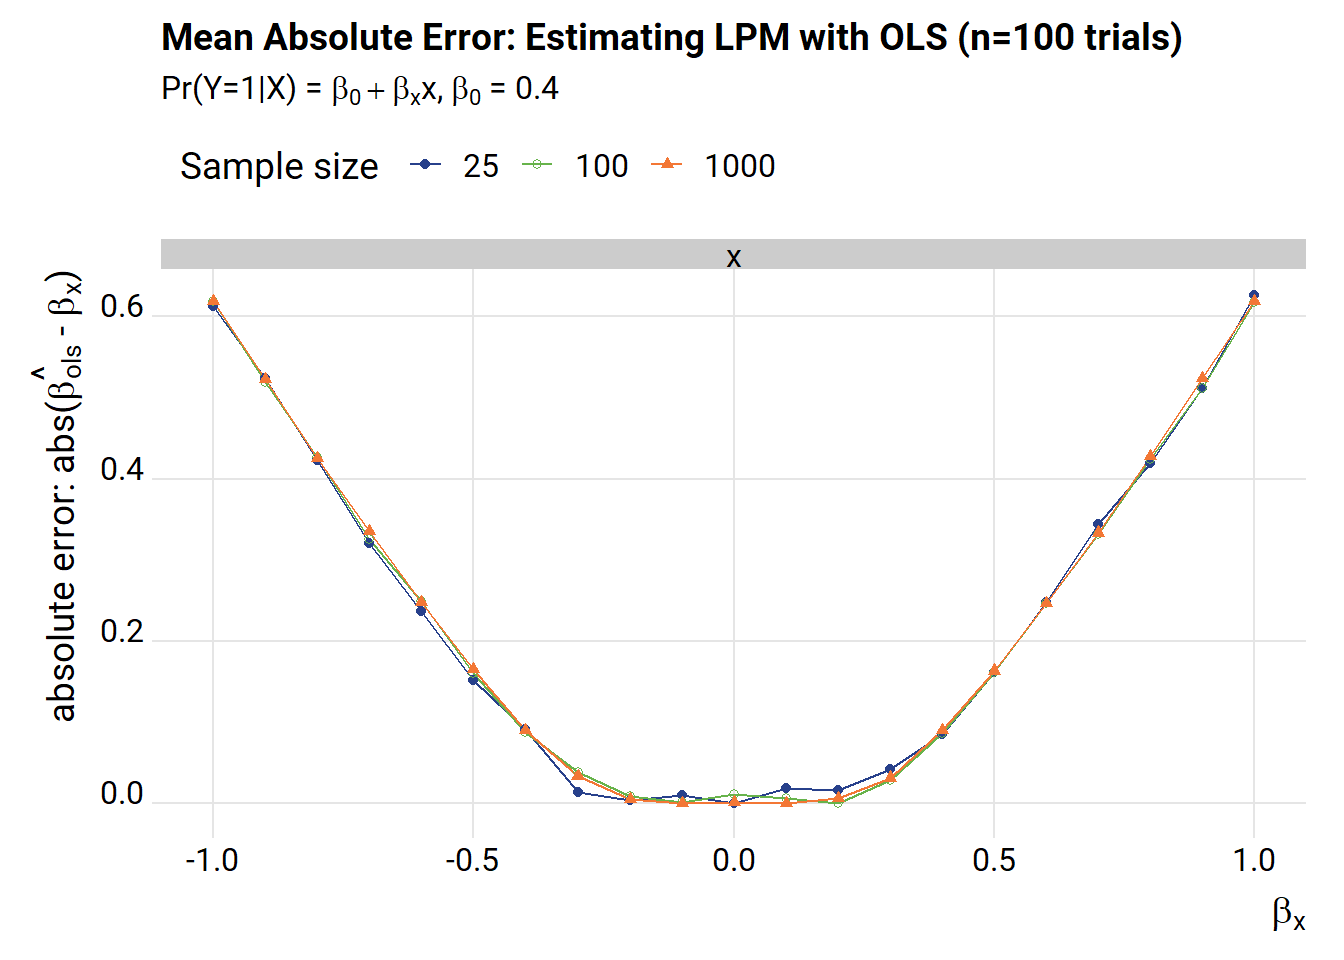 Mean Absolute Error: Estimating LPM with OLS (n=100 trials)
Pr(Y=1|X) = β₀ + βₓx, β₀ = 0.4
Sample size 25 100 1000
x
absolute error: abs(β̂ₒₗₛ - βₓ)
0.6
0.4
0.2
0.0
-1.0 -0.5 0.0 0.5 1.0
βₓ